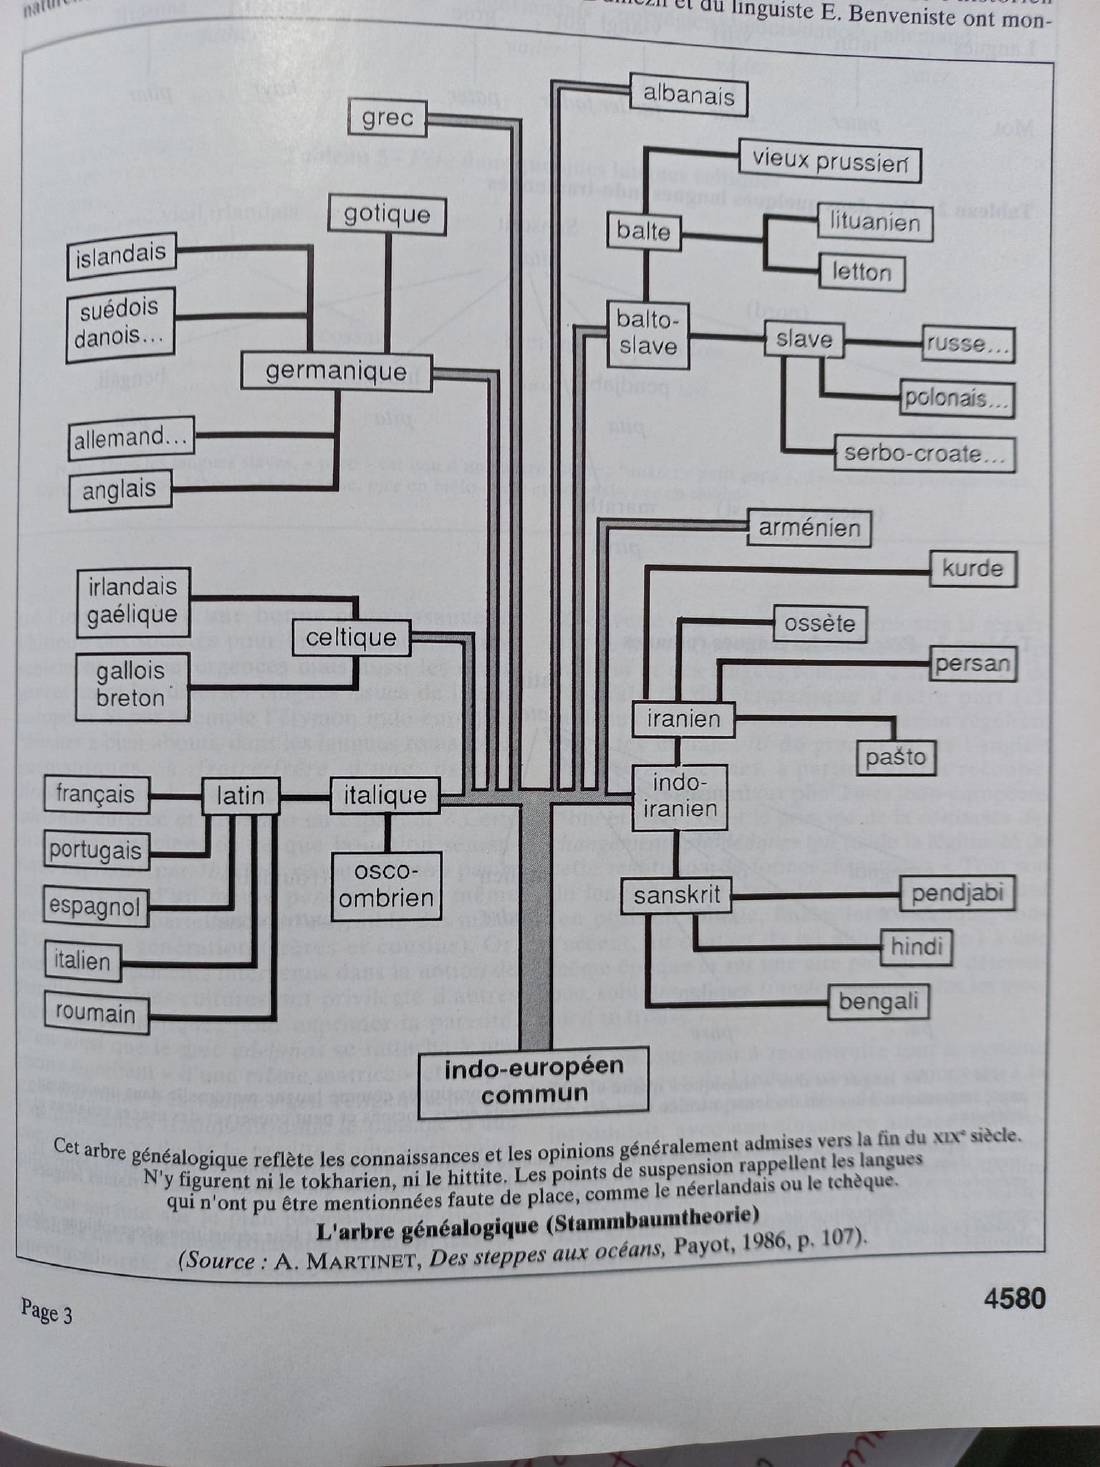 et du linguiste E. Benveniste ont mon-
grec
albanais
vieux prussien
gotique
balte
lituanien
letton
islandais
suédois
danois...
balto-
slave
slave
russe...
germanique
polonais...
allemand...
serbo-croate...
anglais
arménien
kurde
irlandais
gaélique
celtique
ossète
persan
gallois
breton
iranien
pašto
français
latin
italique
indo-
iranien
portugais
osco-
ombrien
sanskrit
pendjabi
espagnol
hindi
italien
bengali
roumain
indo-européen
commun
Cet arbre généalogique reflète les connaissances et les opinions généralement admises vers la fin du XIXe siècle.
N'y figurent ni le tokharien, ni le hittite. Les points de suspension rappellent les langues
qui n'ont pu être mentionnées faute de place, comme le néerlandais ou le tchèque.
L'arbre généalogique (Stammbaumtheorie)
(Source : A. MARTINET, Des steppes aux océans, Payot, 1986, p. 107).
Page 3
4580